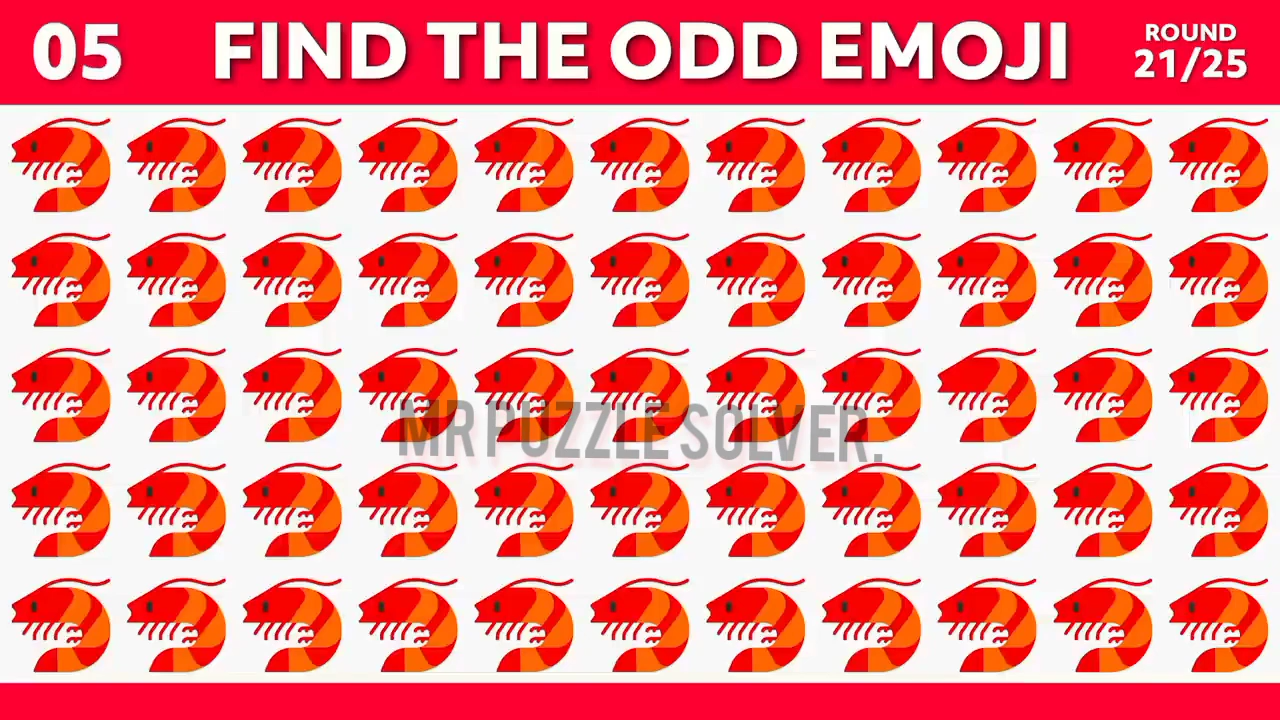 05
FIND THE ODD EMOJI
ROUND
21/25
MR PUZZLE SOLVER.